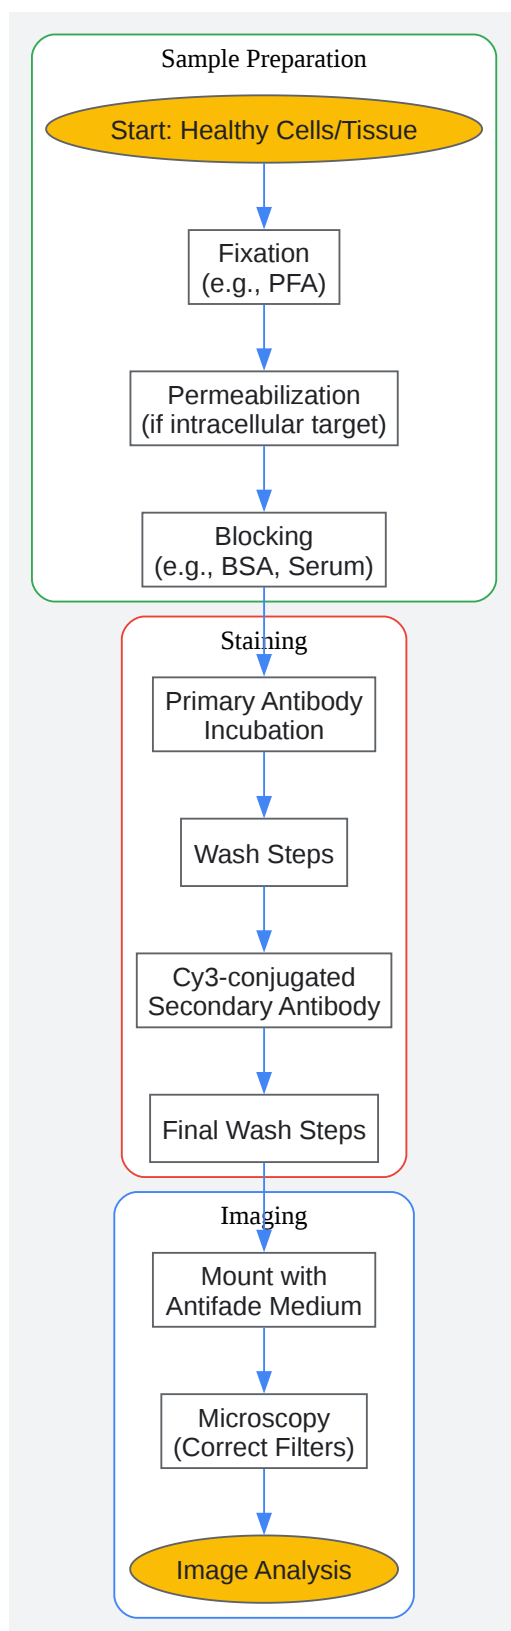 Sample Preparation
Start: Healthy Cells/Tissue
Fixation
(e.g., PFA)
Permeabilization
(if intracellular target)
Blocking
(e.g., BSA, Serum)
Staining
Primary Antibody
Incubation
Wash Steps
Cy3-conjugated
Secondary Antibody
Final Wash Steps
Imaging
Mount with
Antifade Medium
Microscopy
(Correct Filters)
Image Analysis